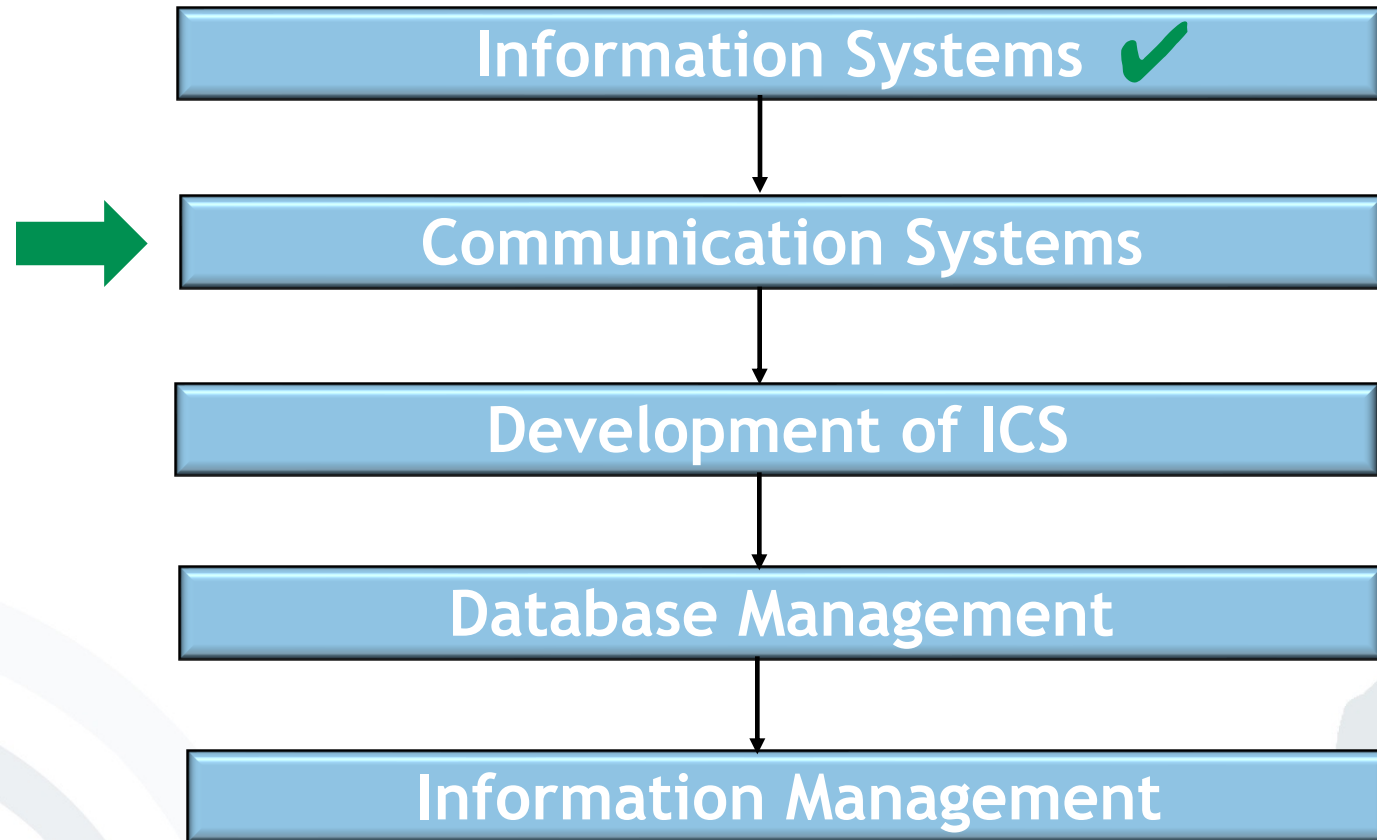 Information Systems ✔
Communication Systems
Development of ICS
Database Management
Information Management